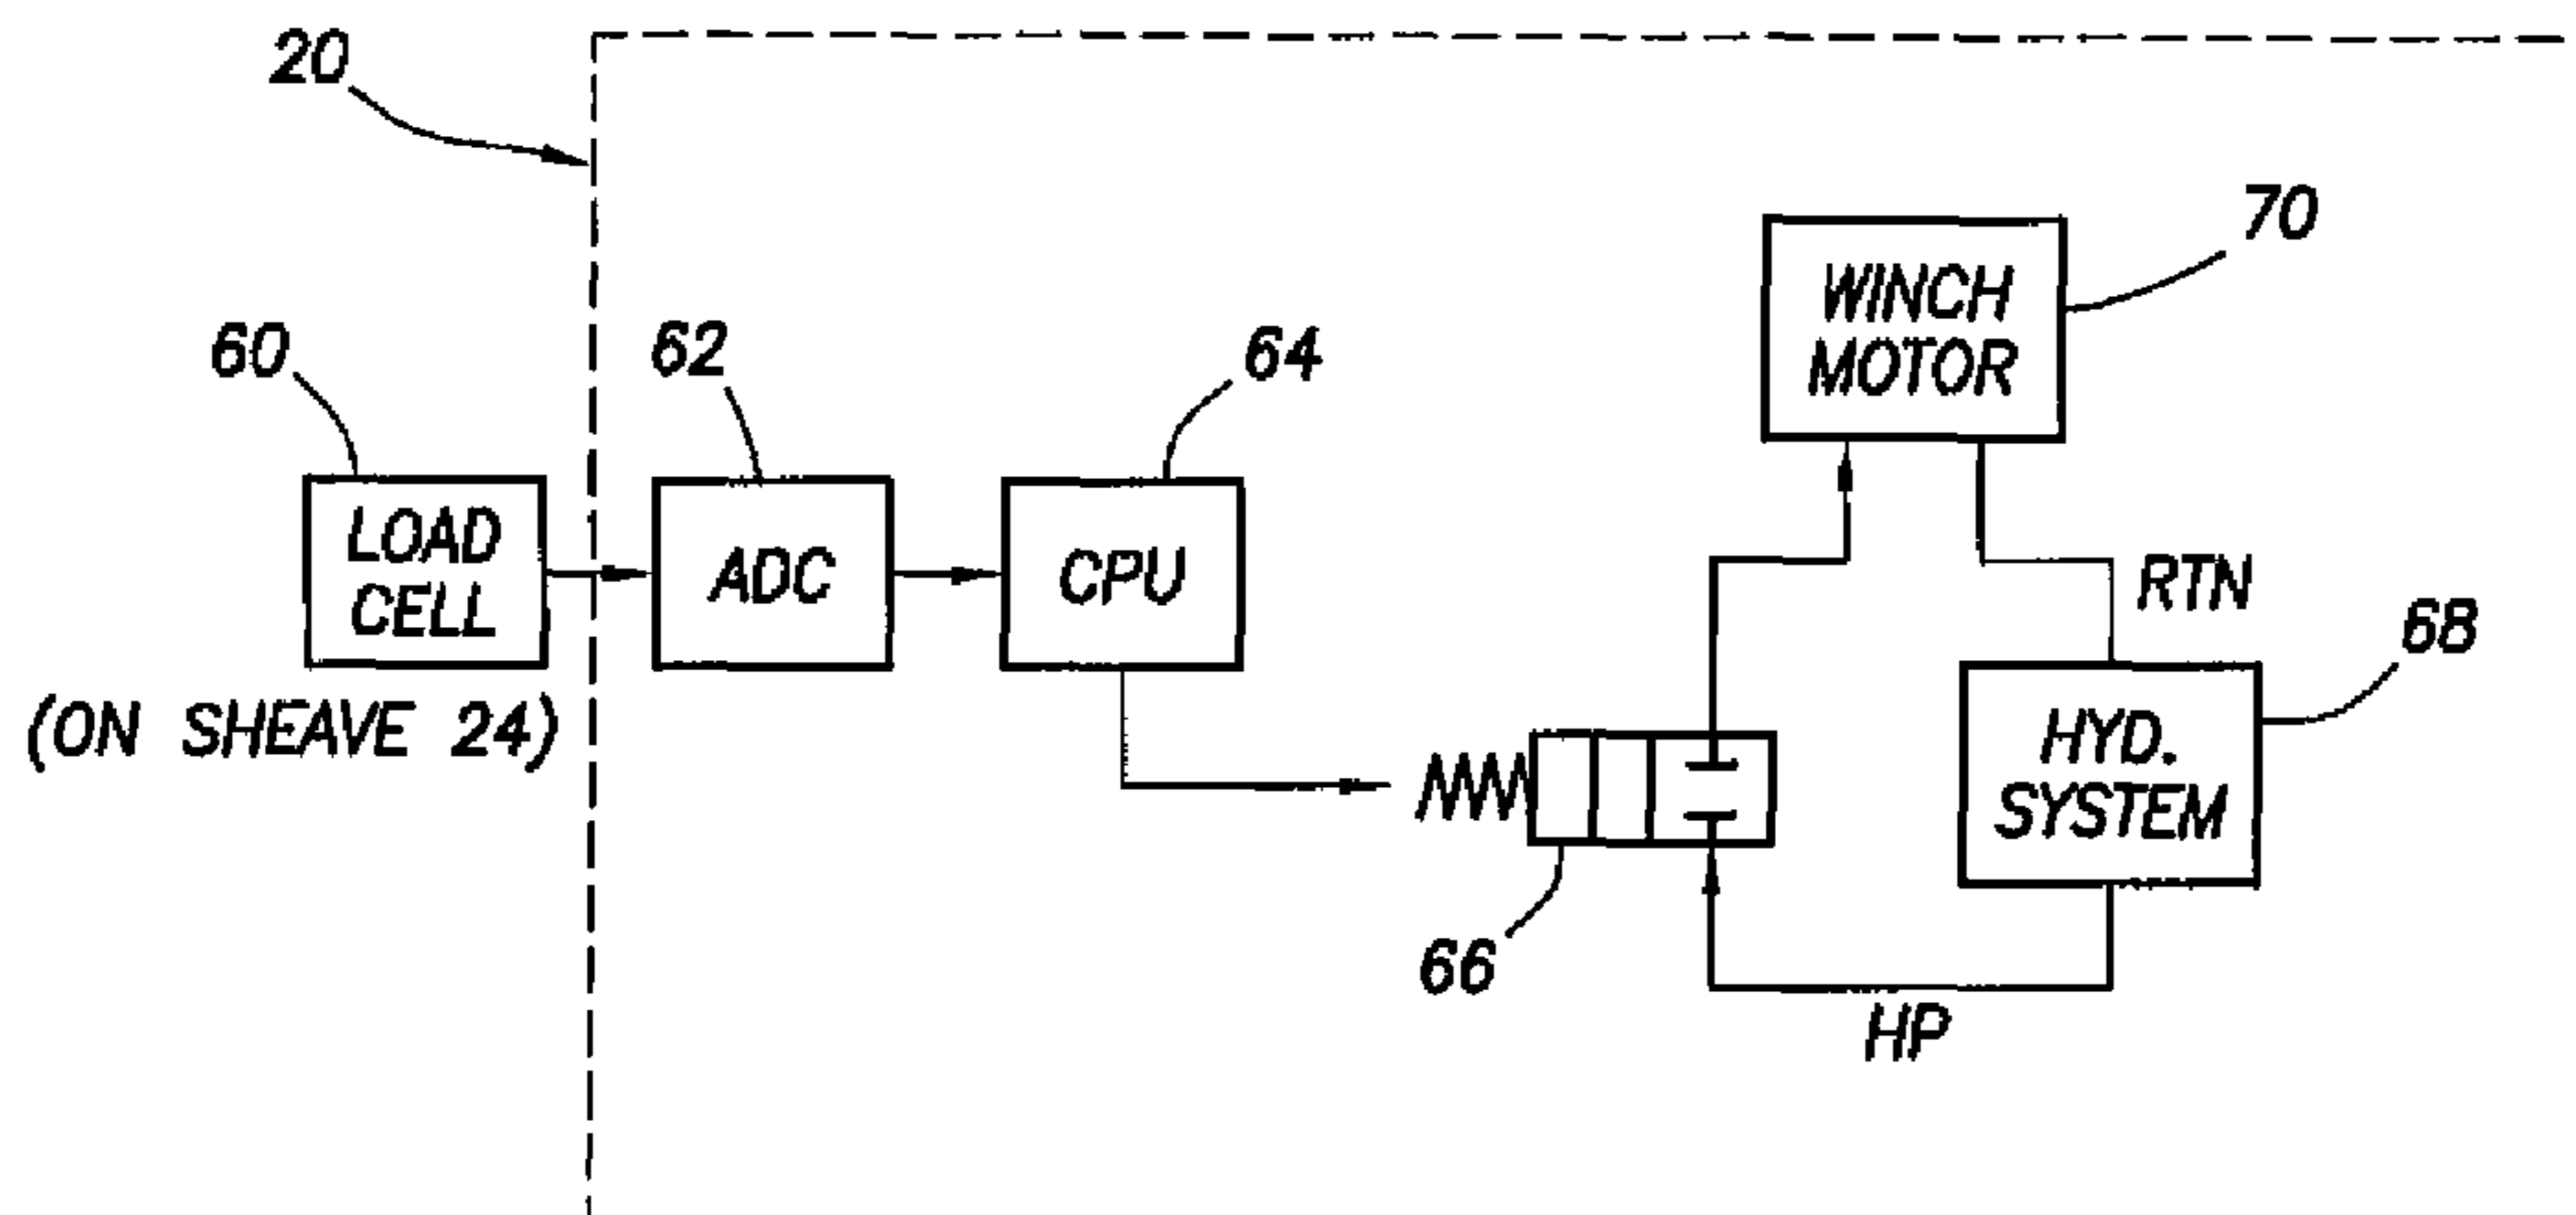 20
70
60
62
64
WINCH
MOTOR
LOAD
CELL
ADC
CPU
RTN
68
(ON SHEAVE 24)
HYD.
SYSTEM
66
HP